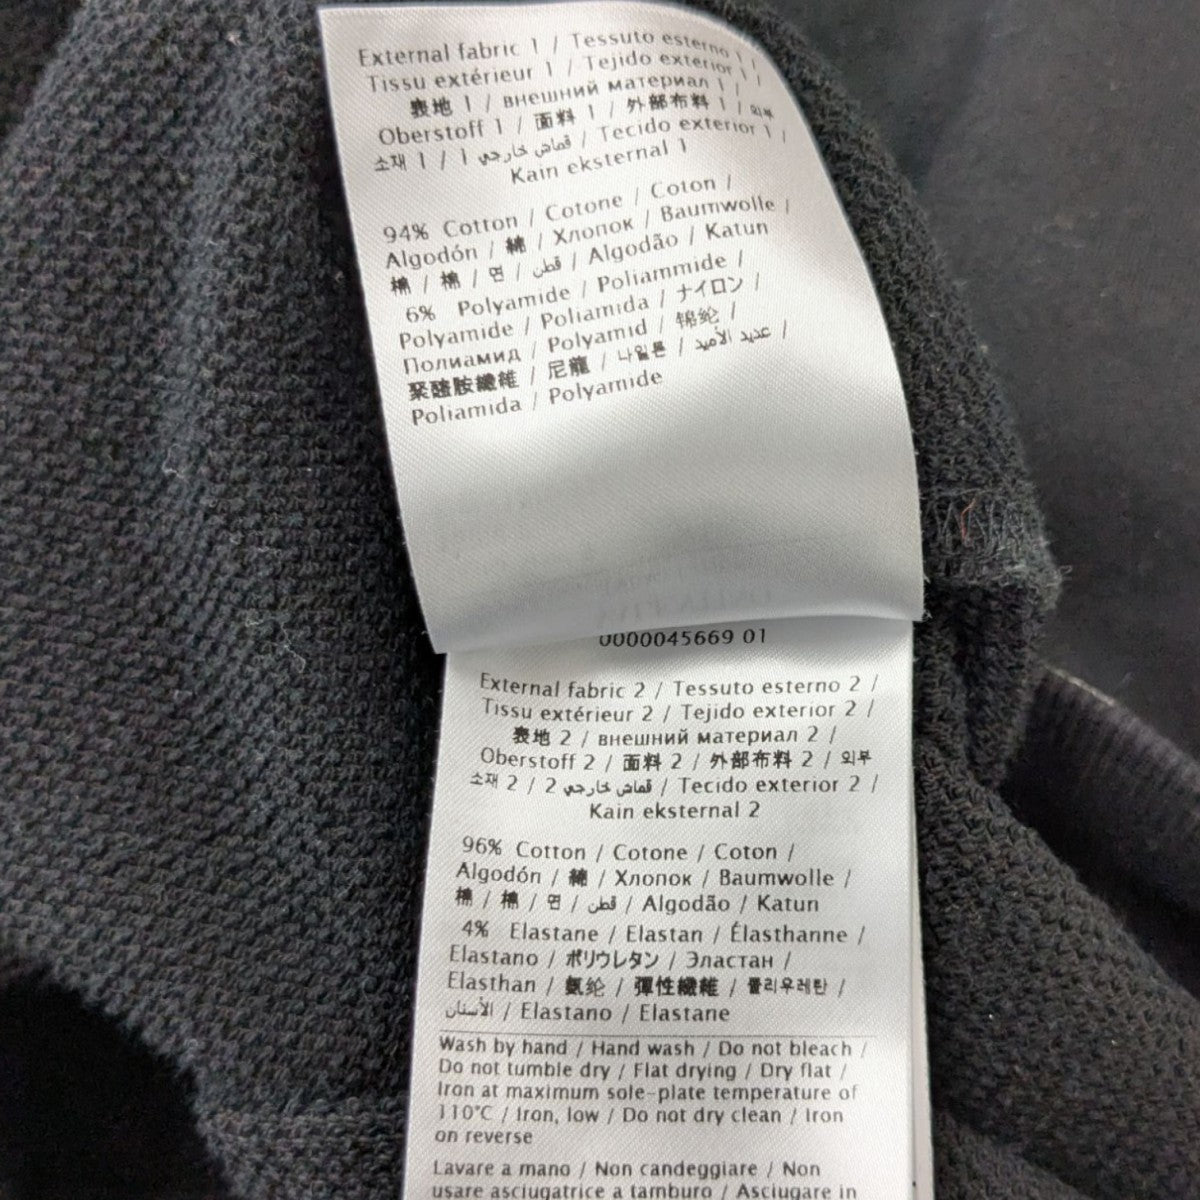 External fabric 1 / Tessuto esterno 1 /
Tissu extérieur 1 / Tejido exterior 1 /
表地 1 / внешний материал 1 /
Oberstoff 1 / 面料 1 / 外部布料 1 / 외부
소재 1 / 1 قماش خارجي / Tecido exterior 1 /
Kain eksternal 1
94% Cotton / Cotone / Coton /
Algodón / 綿 / Хлопок / Baumwolle /
棉 / 棉 / 면 / قطن / Algodão / Katun
6% Polyamide / Poliammide /
Polyamide / Poliamida / ナイロン /
Полиамид / Polyamid / 锦纶 /
聚醯胺纖維 / 尼龍 / 나일론 / عديد الأميد /
Poliamida / Polyamide
0000045669 01
External fabric 2 / Tessuto esterno 2 /
Tissu extérieur 2 / Tejido exterior 2 /
表地 2 / внешний материал 2 /
Oberstoff 2 / 面料 2 / 外部布料 2 / 외부
소재 2 / 2 قماش خارجي / Tecido exterior 2 /
Kain eksternal 2
96% Cotton / Cotone / Coton /
Algodón / 綿 / Хлопок / Baumwolle /
棉 / 棉 / 면 / قطن / Algodão / Katun
4% Elastane / Elastan / Élasthanne /
Elastano / ポリウレタン / Эластан /
Elasthan / 氨纶 / 彈性纖維 / 폴리우레탄 /
الأستان / Elastano / Elastane
Wash by hand / Hand wash / Do not bleach /
Do not tumble dry / Flat drying / Dry flat /
Iron at maximum sole-plate temperature of
110°C / Iron, low / Do not dry clean / Iron
on reverse
Lavare a mano / Non candeggiare / Non
usare asciugatrice a tamburo / Asciugare in